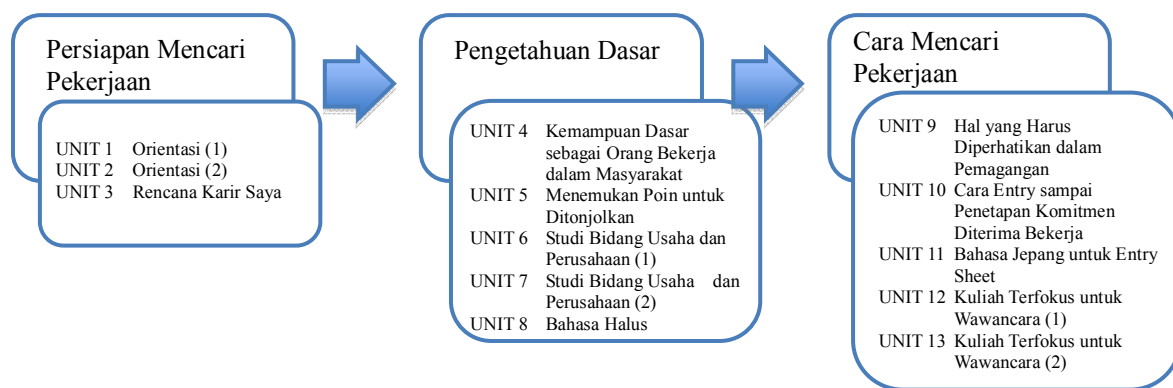 Persiapan Mencari
Pekerjaan
UNIT 1 Orientasi (1)
UNIT 2 Orientasi (2)
UNIT 3 Rencana Karir Saya
Pengetahuan Dasar
UNIT 4 Kemampuan Dasar
sebagai Orang Bekerja
dalam Masyarakat
UNIT 5 Menemukan Poin untuk
Ditonjolkan
UNIT 6 Studi Bidang Usaha dan
Perusahaan (1)
UNIT 7 Studi Bidang Usaha dan
Perusahaan (2)
UNIT 8 Bahasa Halus
Cara Mencari
Pekerjaan
UNIT 9 Hal yang Harus
Diperhatikan dalam
Pemagangan
UNIT 10 Cara Entry sampai
Penetapan Komitmen
Diterima Bekerja
UNIT 11 Bahasa Jepang untuk Entry
Sheet
UNIT 12 Kuliah Terfokus untuk
Wawancara (1)
UNIT 13 Kuliah Terfokus untuk
Wawancara (2)